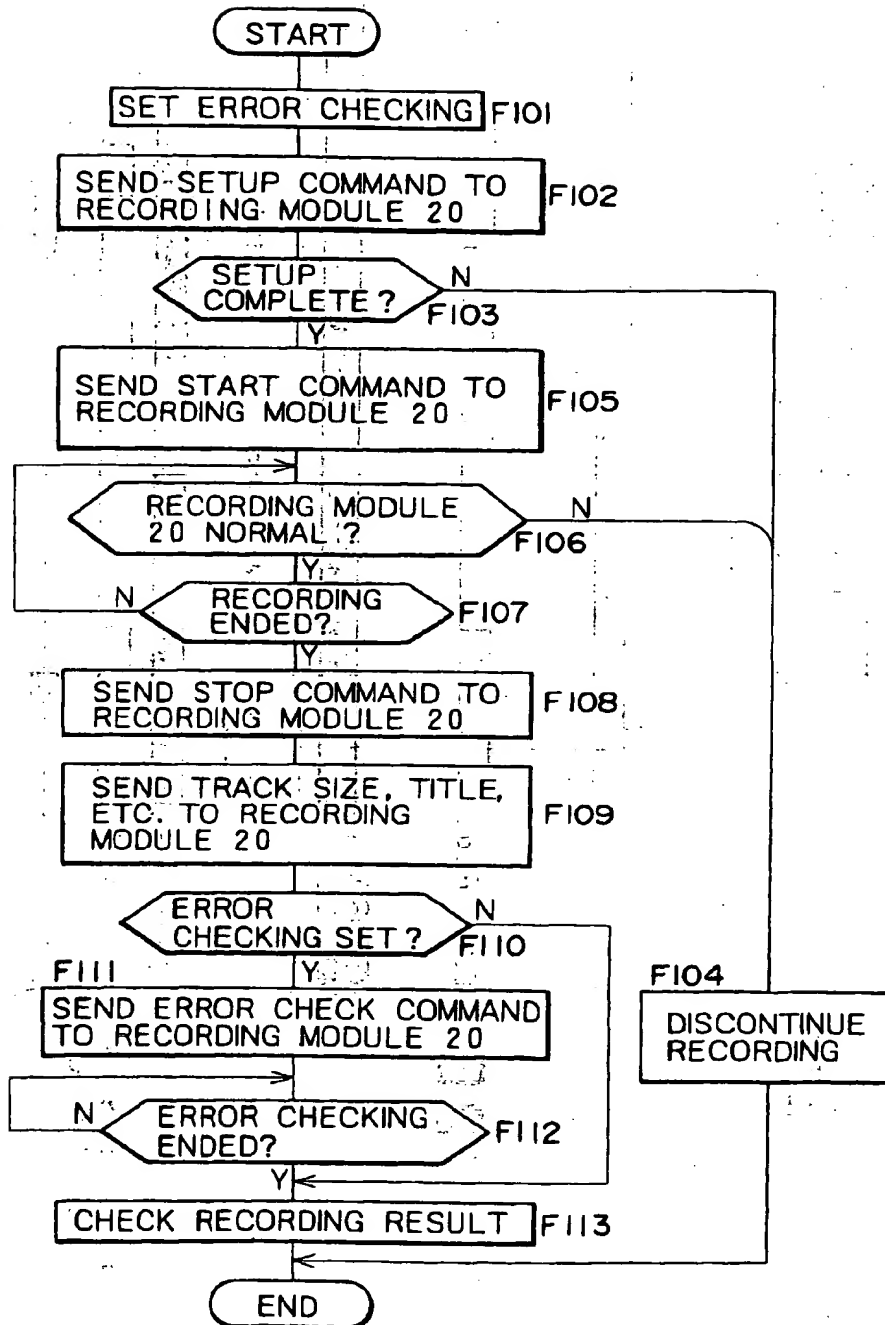 START
SET ERROR CHECKING F101
SEND SETUP COMMAND TO
RECORDING MODULE 20
F102
SETUP
COMPLETE?
N
F103
Y
SEND START COMMAND TO
RECORDING MODULE 20
F105
RECORDING MODULE
20 NORMAL?
N
F106
Y
N
RECORDING
ENDED?
F107
Y
SEND STOP COMMAND TO
RECORDING MODULE 20
F108
SEND TRACK SIZE, TITLE,
ETC. TO RECORDING
MODULE 20
F109
ERROR
CHECKING SET?
N
F110
Y
F111
SEND ERROR CHECK COMMAND
TO RECORDING MODULE 20
F104
DISCONTINUE
RECORDING
N
ERROR CHECKING
ENDED?
F112
Y
CHECK RECORDING RESULT F113
END